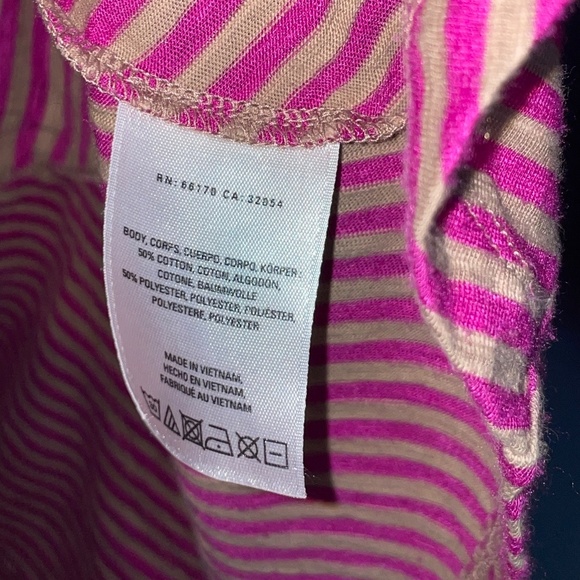 RN: 66170 CA: 32054
BODY, CORPS, CUERPO, CORPO, KÖRPER :
50% COTTON, COTON, ALGODON,
COTONE, BAUMWOLLE
50% POLYESTER, POLYESTER, POLIÉSTER,
POLYESTERE, POLYESTER
MADE IN VIETNAM,
HECHO EN VIETNAM,
FABRIQUÉ AU VIETNAM